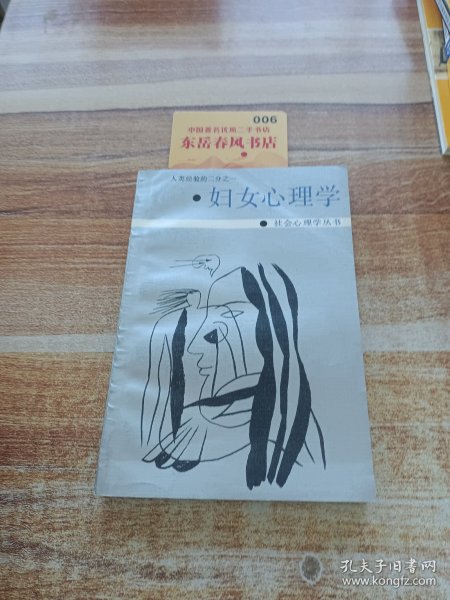 006
中国著名优质二手书店
东岳春风书店
人类经验的二分之一
·妇女心理学
●社会心理学丛书
孔夫子旧书网
www.kongfz.com